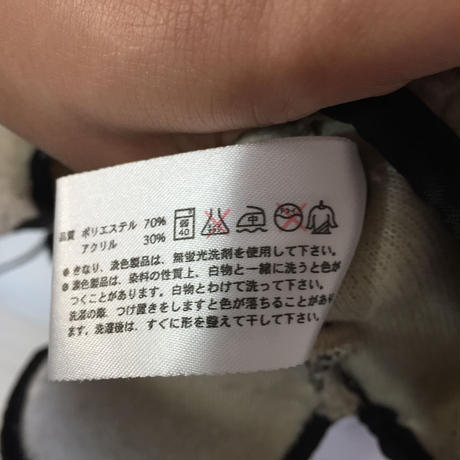 品質 ポリエステル 70%
アクリル 30%
弱
40
中
● きなり、淡色製品は、無蛍光洗剤を使用して下さい。
● 濃色製品は、染料の性質上、白物と一緒に洗うと色が
つくことがあります。白物とわけて洗って下さい。
洗濯の際、つけ置きをしますと色が落ちることがあり
ます。洗濯後は、すぐに形を整えて干して下さい。